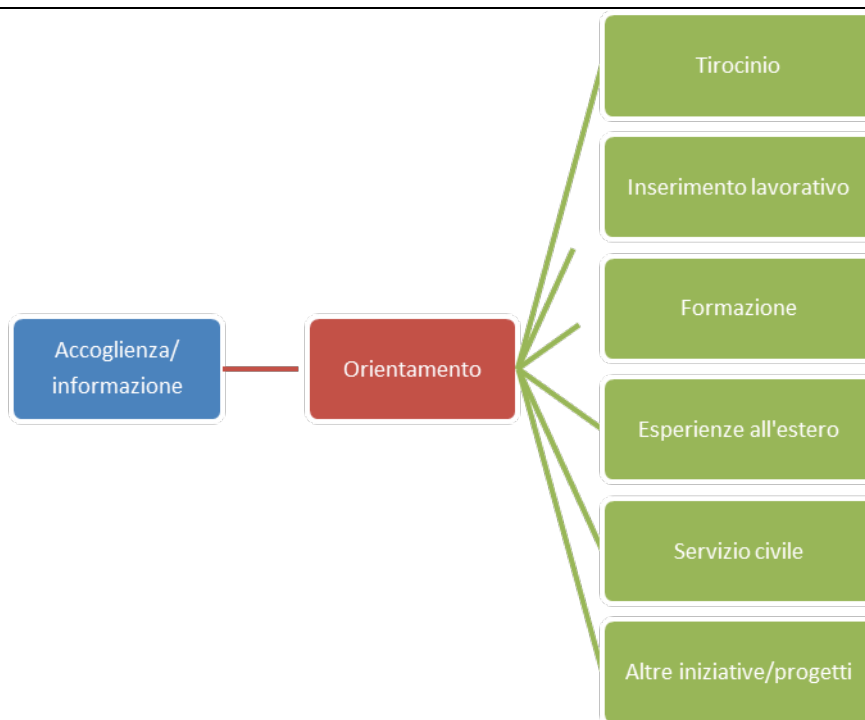 Accoglienza/
informazione
Orientamento
Tirocinio
Inserimento lavorativo
Formazione
Esperienze all'estero
Servizio civile
Altre iniziative/progetti